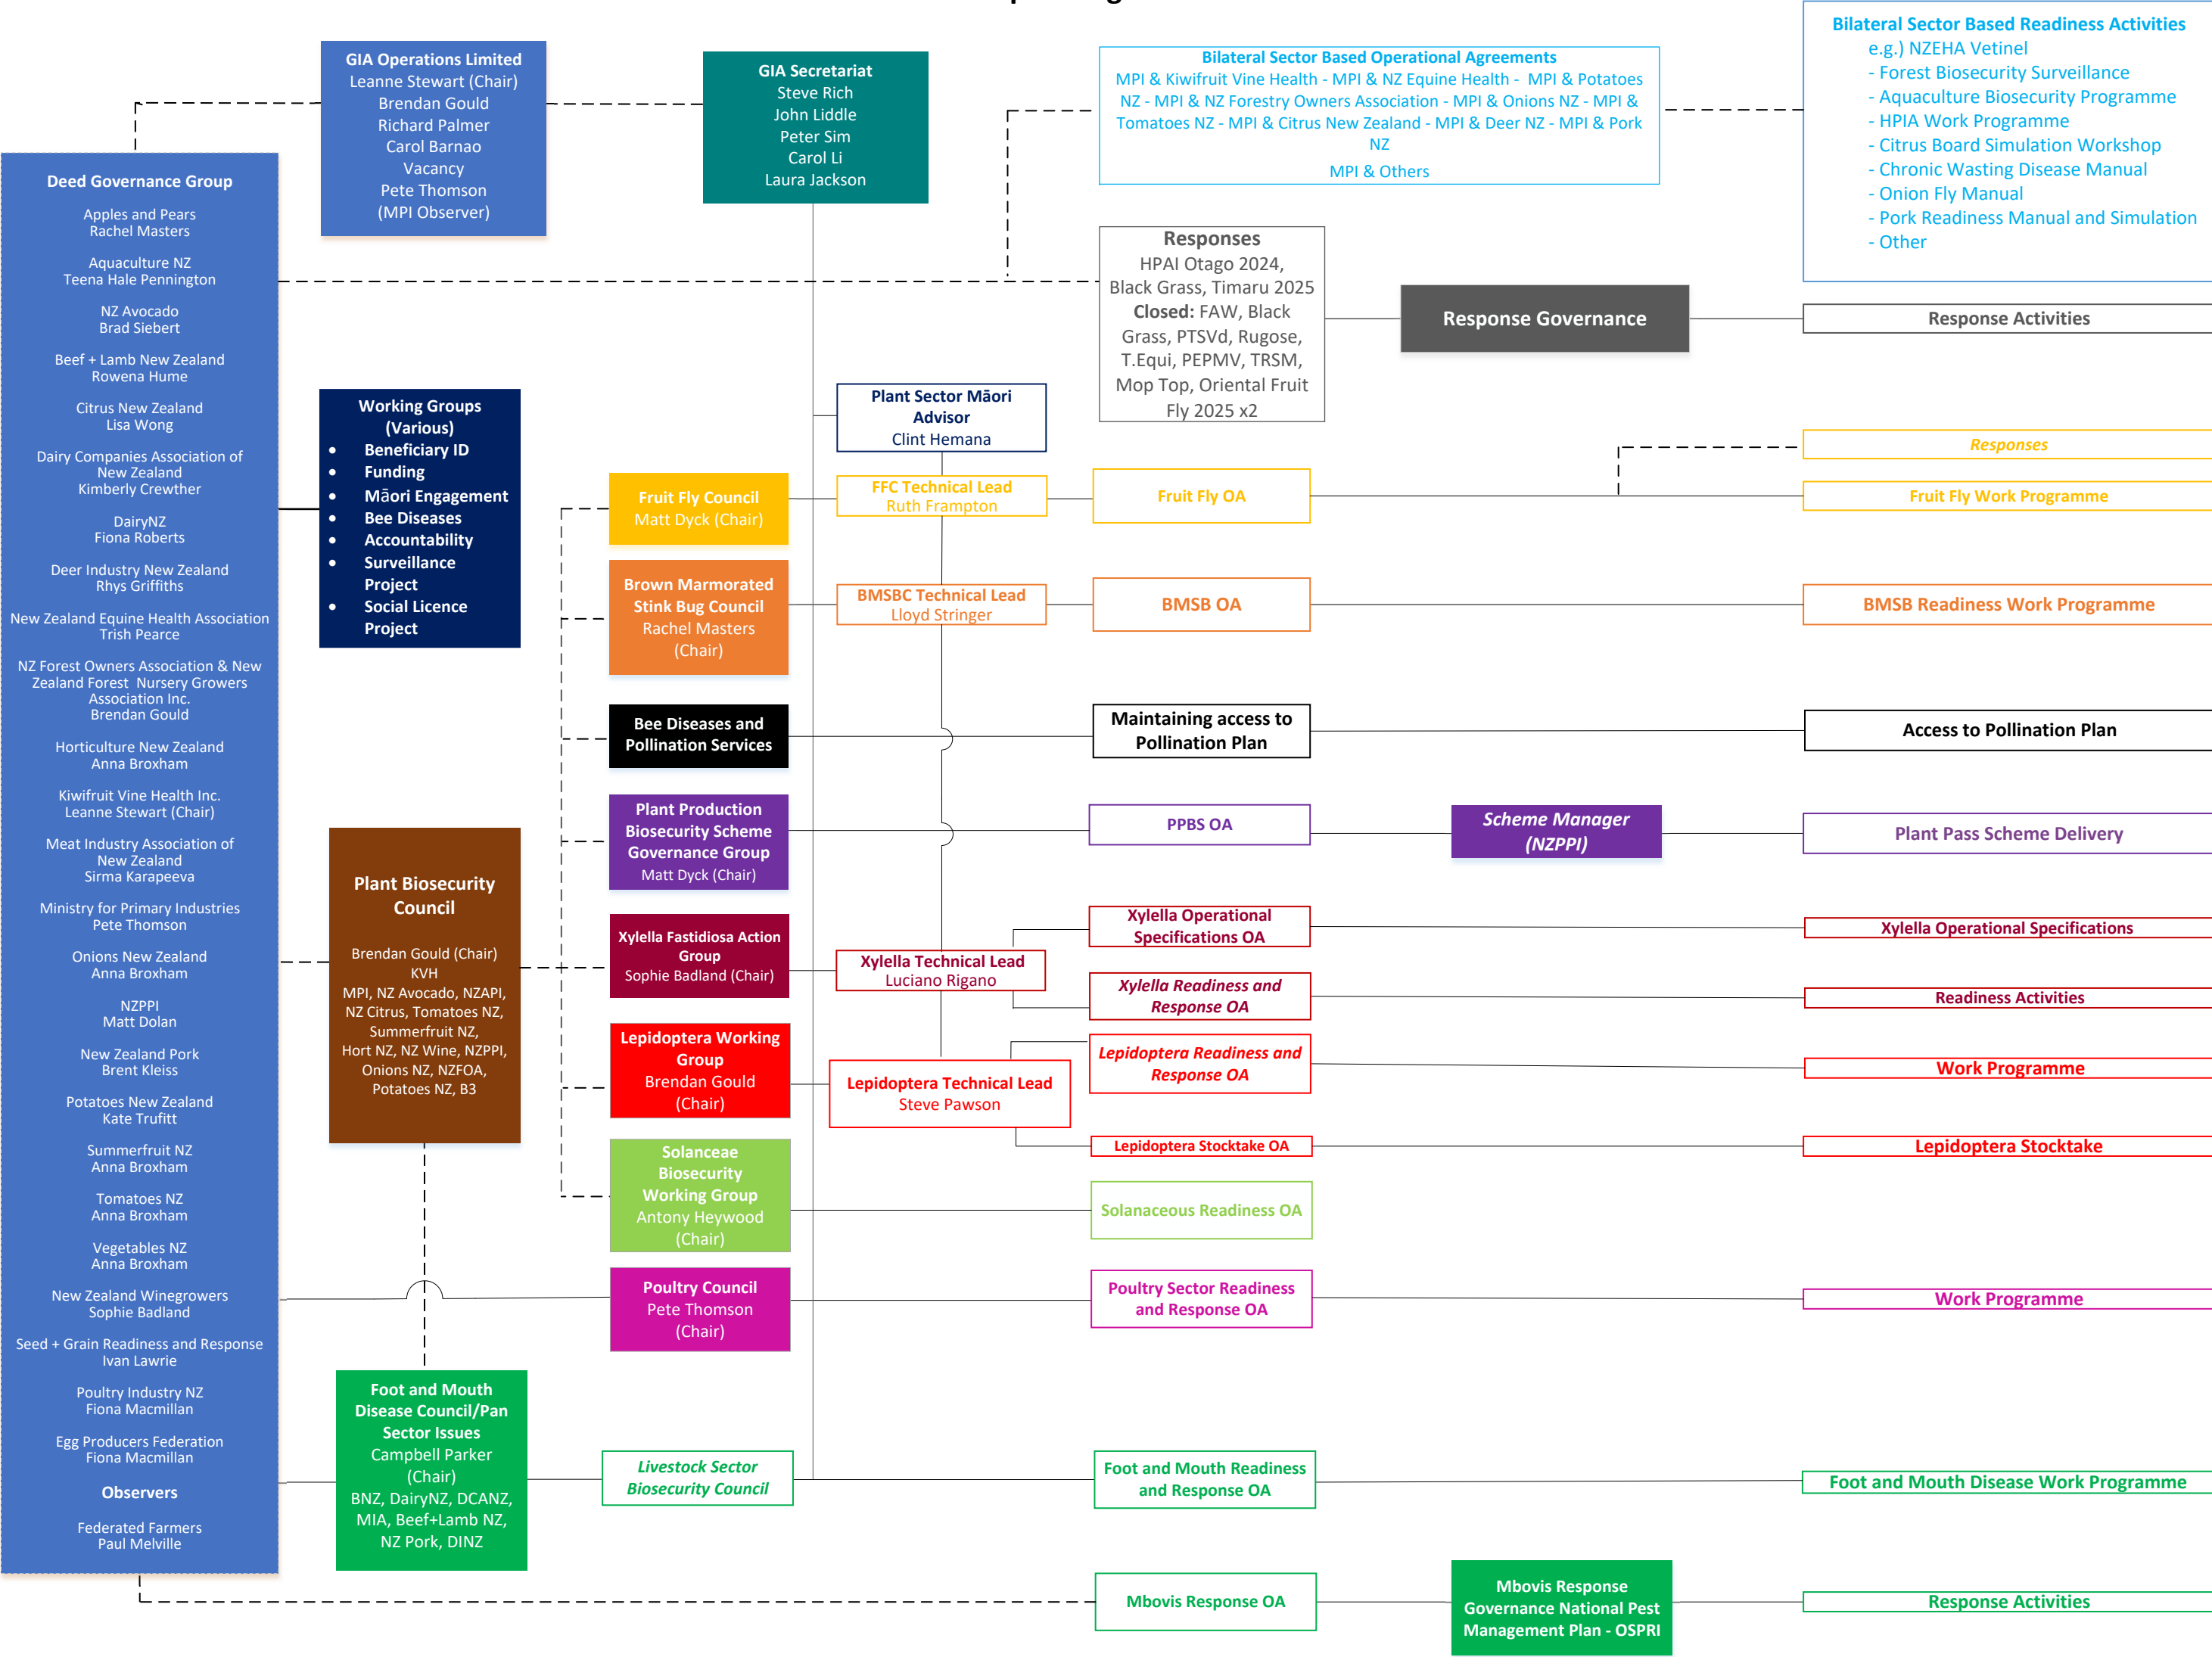 GIA Operations Limited
Leanne Stewart (Chair)
Brendan Gould
Richard Palmer
Carol Barnao
Vacancy
Pete Thomson
(MPI Observer)
GIA Secretariat
Steve Rich
John Liddle
Peter Sim
Carol Li
Laura Jackson
Bilateral Sector Based Operational Agreements
MPI & Kiwifruit Vine Health - MPI & NZ Equine Health - MPI & Potatoes
NZ - MPI & NZ Forestry Owners Association - MPI & Onions NZ - MPI &
Tomatoes NZ - MPI & Citrus New Zealand - MPI & Deer NZ - MPI & Pork
NZ
MPI & Others
Bilateral Sector Based Readiness Activities
e.g.) NZEHA Vetinel
- Forest Biosecurity Surveillance
- Aquaculture Biosecurity Programme
- HPIA Work Programme
- Citrus Board Simulation Workshop
- Chronic Wasting Disease Manual
- Onion Fly Manual
- Pork Readiness Manual and Simulation
- Other
Deed Governance Group
Apples and Pears
Rachel Masters
Aquaculture NZ
Teena Hale Pennington
NZ Avocado
Brad Siebert
Beef + Lamb New Zealand
Rowena Hume
Citrus New Zealand
Lisa Wong
Dairy Companies Association of
New Zealand
Kimberly Crewther
DairyNZ
Fiona Roberts
Deer Industry New Zealand
Rhys Griffiths
New Zealand Equine Health Association
Trish Pearce
NZ Forest Owners Association & New
Zealand Forest Nursery Growers
Association Inc.
Brendan Gould
Horticulture New Zealand
Anna Broxham
Kiwifruit Vine Health Inc.
Leanne Stewart (Chair)
Meat Industry Association of
New Zealand
Sirma Karapeeva
Ministry for Primary Industries
Pete Thomson
Onions New Zealand
Anna Broxham
NZPPI
Matt Dolan
New Zealand Pork
Brent Kleiss
Potatoes New Zealand
Kate Trufitt
Summerfruit NZ
Anna Broxham
Tomatoes NZ
Anna Broxham
Vegetables NZ
Anna Broxham
New Zealand Winegrowers
Sophie Badland
Seed + Grain Readiness and Response
Ivan Lawrie
Poultry Industry NZ
Fiona Macmillan
Egg Producers Federation
Fiona Macmillan
Observers
Federated Farmers
Paul Melville
Responses
HPAI Otago 2024,
Black Grass, Timaru 2025
Closed: FAW, Black
Grass, PTSVd, Rugose,
T.Equi, PEPMV, TRSM,
Mop Top, Oriental Fruit
Fly 2025 x2
Response Governance
Response Activities
Working Groups
(Various)
• Beneficiary ID
• Funding
• Māori Engagement
• Bee Diseases
• Accountability
• Surveillance
Project
• Social Licence
Project
Plant Sector Māori
Advisor
Clint Hemana
Fruit Fly Council
Matt Dyck (Chair)
FFC Technical Lead
Ruth Frampton
Fruit Fly OA
Responses
Fruit Fly Work Programme
Brown Marmorated
Stink Bug Council
Rachel Masters
(Chair)
BMSBC Technical Lead
Lloyd Stringer
BMSB OA
BMSB Readiness Work Programme
Bee Diseases and
Pollination Services
Maintaining access to
Pollination Plan
Access to Pollination Plan
Plant Production
Biosecurity Scheme
Governance Group
Matt Dyck (Chair)
PPBS OA
Scheme Manager
(NZPPI)
Plant Pass Scheme Delivery
Plant Biosecurity
Council
Brendan Gould (Chair)
KVH
MPI, NZ Avocado, NZAPI,
NZ Citrus, Tomatoes NZ,
Summerfruit NZ,
Hort NZ, NZ Wine, NZPPI,
Onions NZ, NZFOA,
Potatoes NZ, B3
Xylella Fastidiosa Action
Group
Sophie Badland (Chair)
Xylella Technical Lead
Luciano Rigano
Xylella Operational
Specifications OA
Xylella Operational Specifications
Xylella Readiness and
Response OA
Readiness Activities
Lepidoptera Working
Group
Brendan Gould
(Chair)
Lepidoptera Technical Lead
Steve Pawson
Lepidoptera Readiness and
Response OA
Work Programme
Lepidoptera Stocktake OA
Lepidoptera Stocktake
Solanceae
Biosecurity
Working Group
Antony Heywood
(Chair)
Solanaceous Readiness OA
Poultry Council
Pete Thomson
(Chair)
Poultry Sector Readiness
and Response OA
Work Programme
Foot and Mouth
Disease Council/Pan
Sector Issues
Campbell Parker
(Chair)
BNZ, DairyNZ, DCANZ,
MIA, Beef+Lamb NZ,
NZ Pork, DINZ
Livestock Sector
Biosecurity Council
Foot and Mouth Readiness
and Response OA
Foot and Mouth Disease Work Programme
Mbovis Response OA
Mbovis Response
Governance National Pest
Management Plan - OSPRI
Response Activities